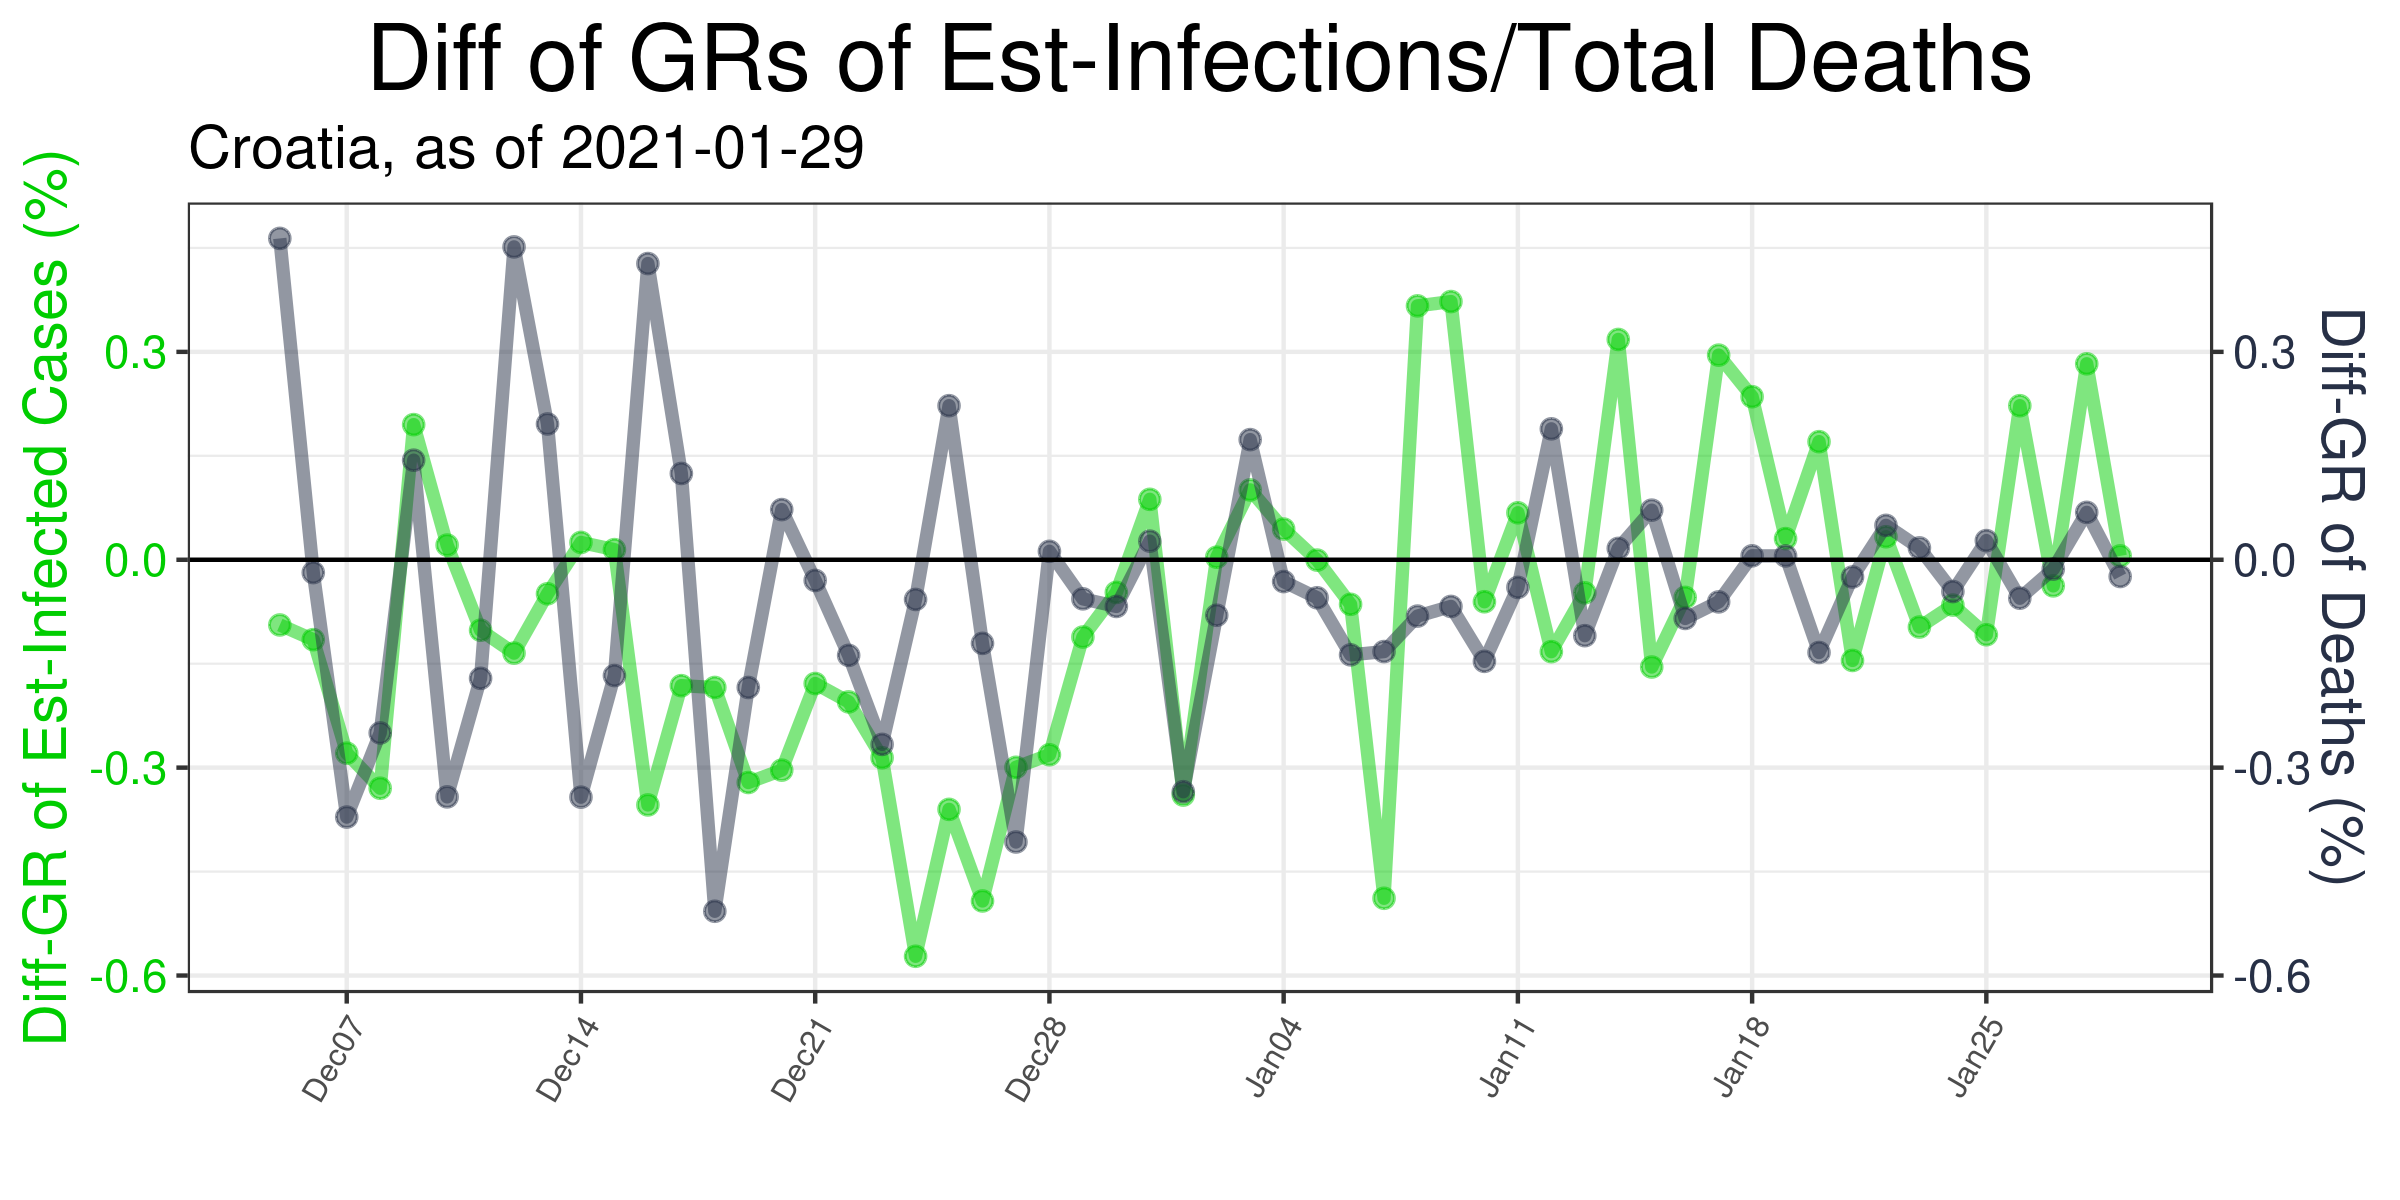 Diff of GRs of Est-Infections/Total Deaths
Croatia, as of 2021-01-29
Diff-GR of Est-Infected Cases (%)
0.3
0.0
-0.3
-0.6
0.3
0.0
-0.3
-0.6
Diff-GR of Deaths (%)
Dec07
Dec14
Dec21
Dec28
Jan04
Jan11
Jan18
Jan25